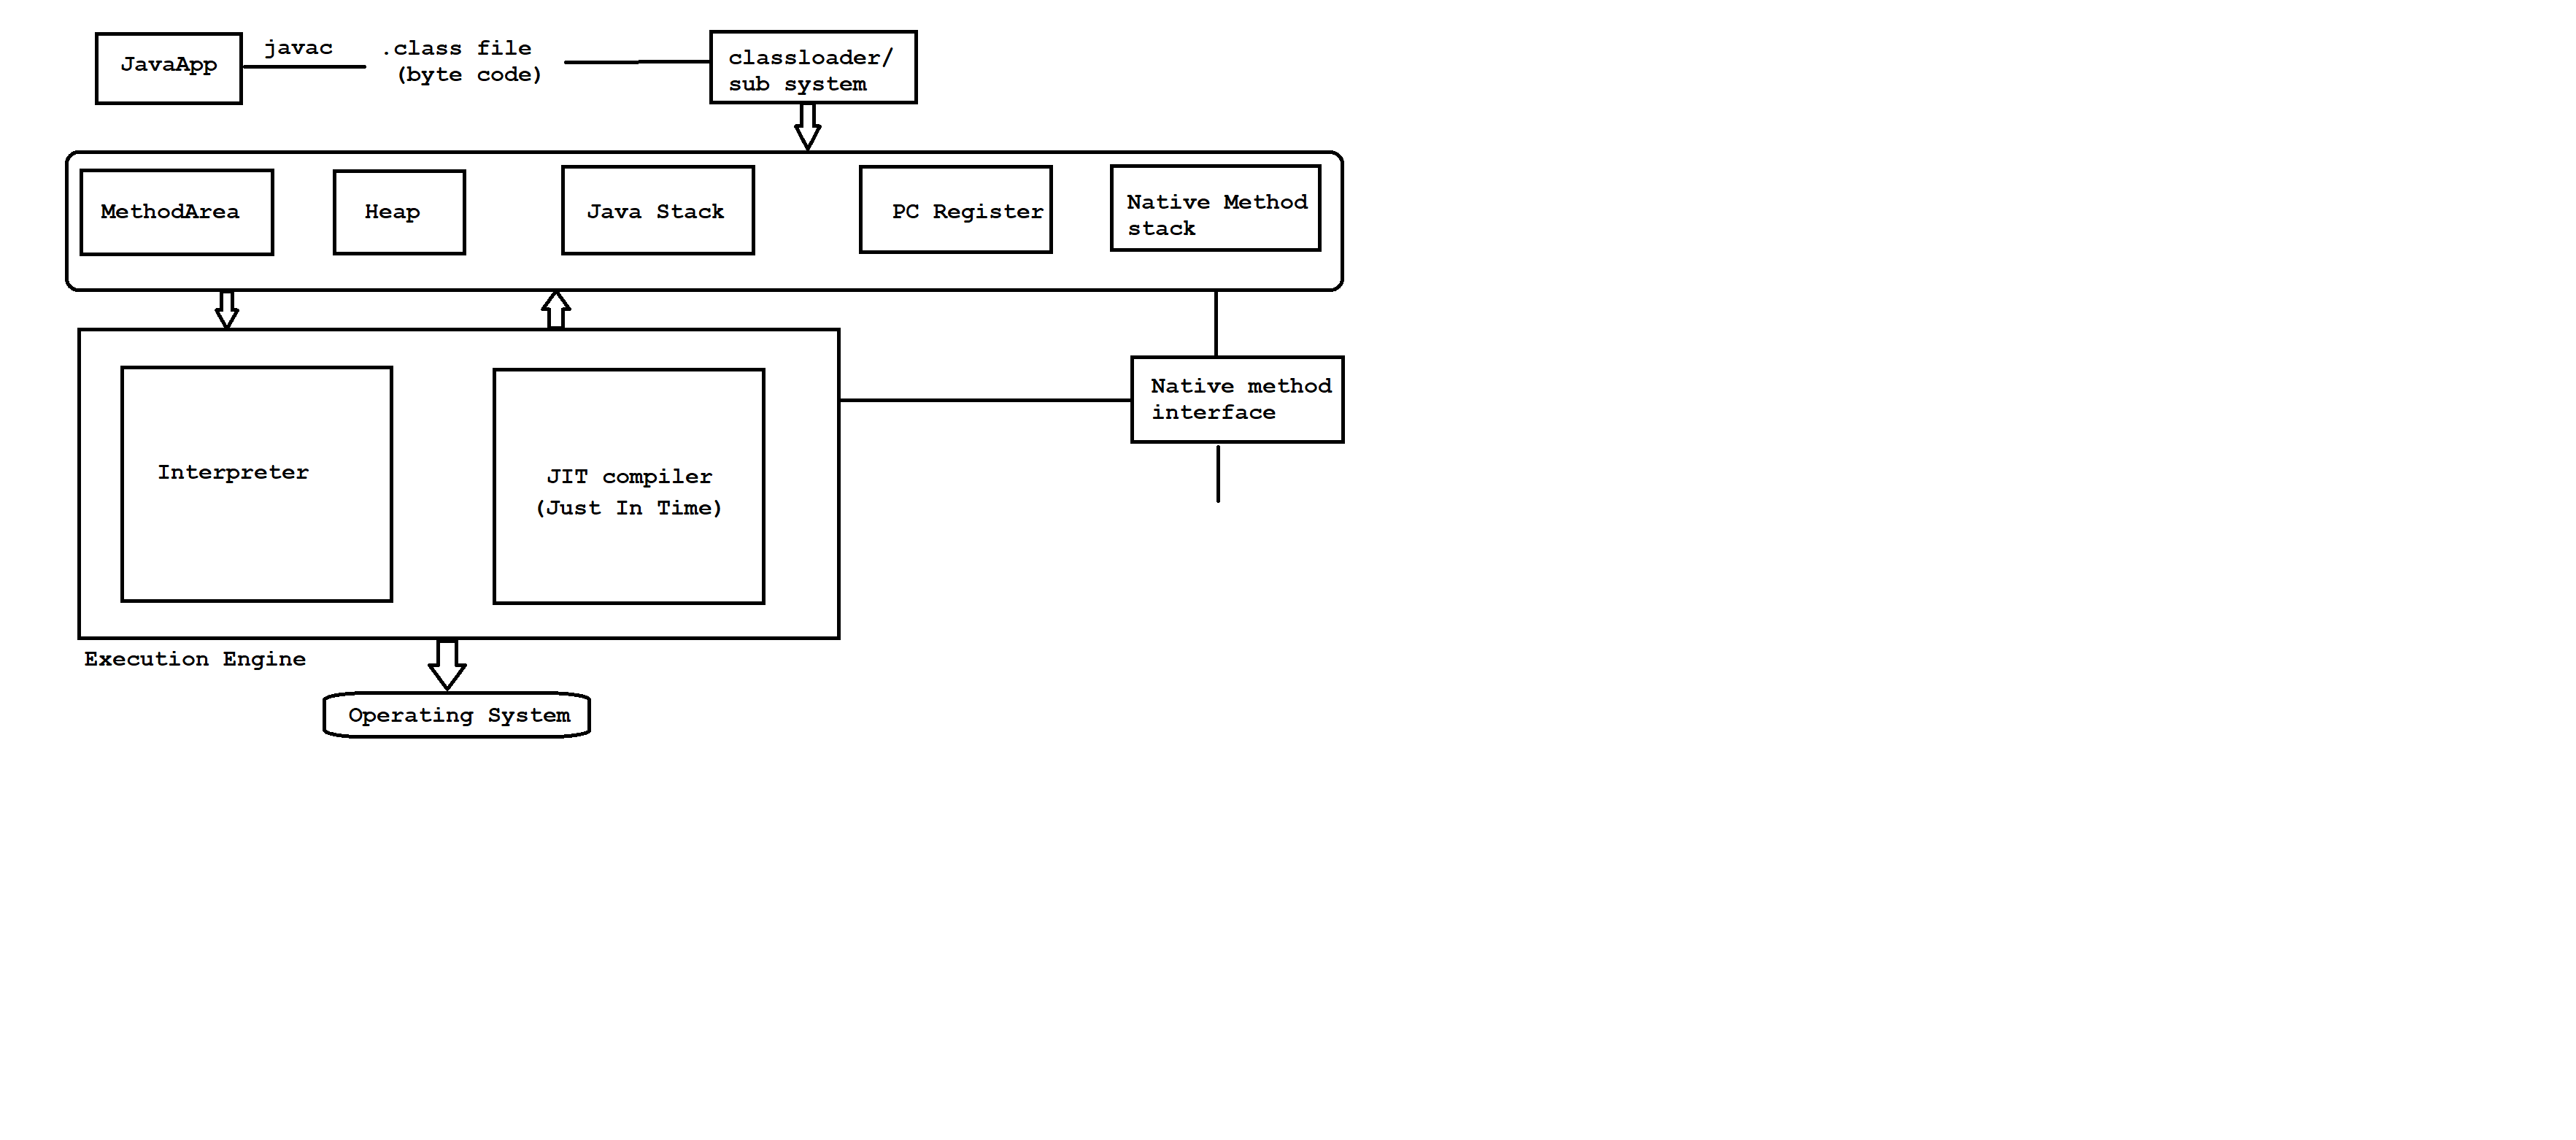 JavaApp
javac
.class file
(byte code)
classloader/
sub system
MethodArea
Heap
Java Stack
PC Register
Native Method
stack
Native method
interface
Interpreter
JIT compiler
(Just In Time)
Execution Engine
Operating System